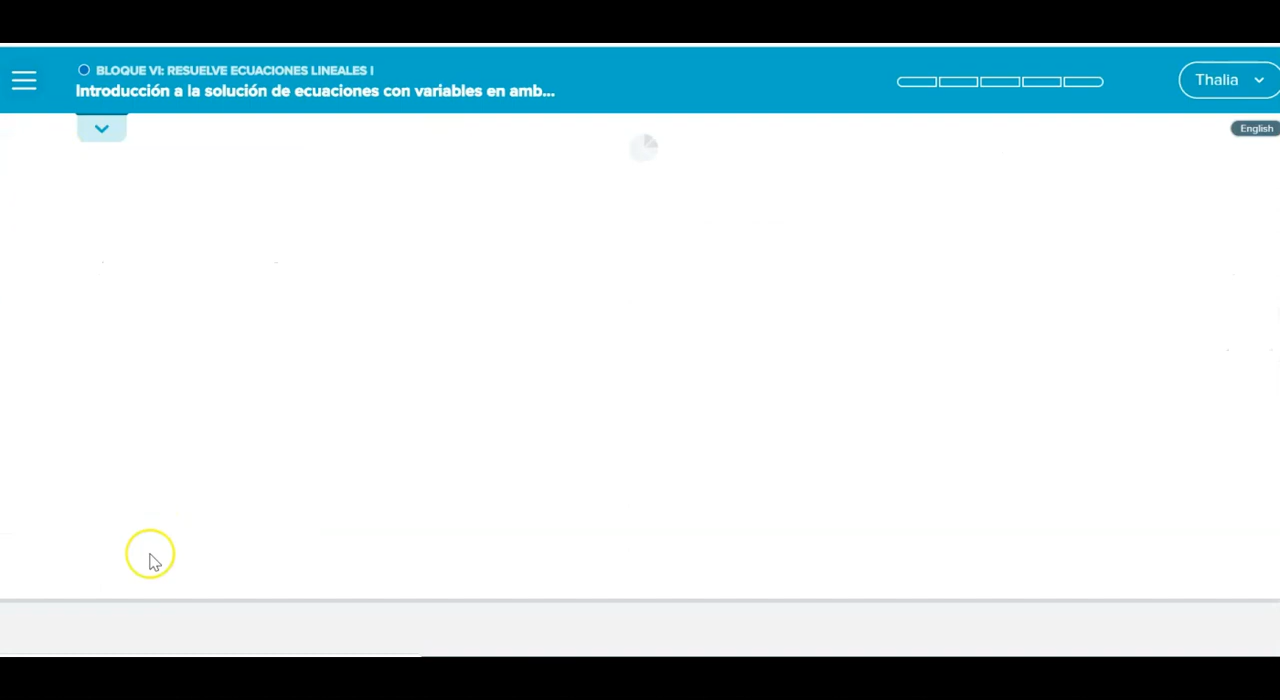 BLOQUE VI: RESUELVE ECUACIONES LINEALES I
Introducción a la solución de ecuaciones con variables en amb...
Thalia
English